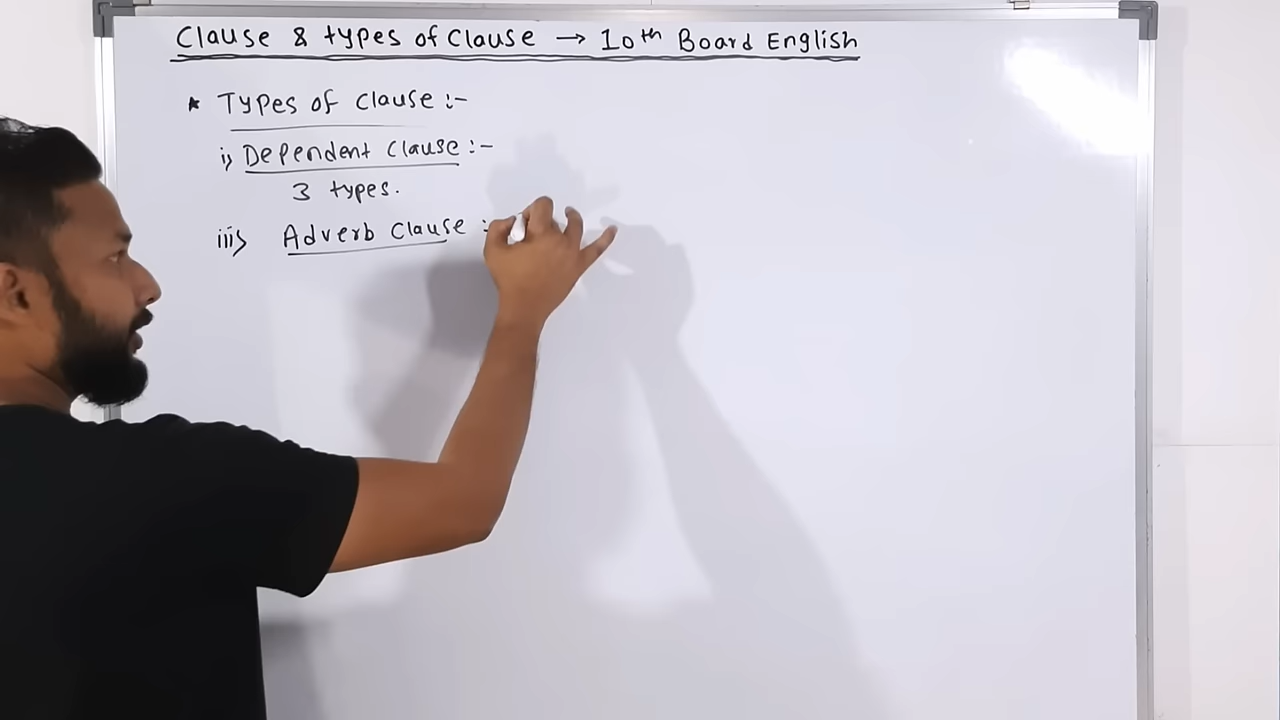 Clause & types of Clause → 10th Board English
* Types of Clause :-
i) Dependent Clause :-
3 types.
iii) Adverb Clause :